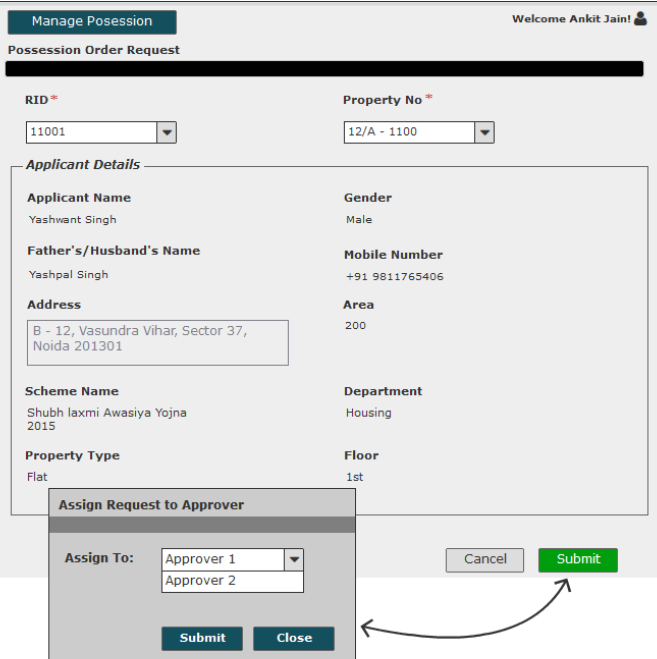 Manage Posession
Welcome Ankit Jain!
Possession Order Request
RID*
Property No*
11001
12/A - 1100
Applicant Details
Applicant Name
Gender
Yashwant Singh
Male
Father's/Husband's Name
Mobile Number
Yashpal Singh
+91 9811765406
Address
Area
B - 12, Vasundra Vihar, Sector 37,
Noida 201301
200
Scheme Name
Department
Shubh laxmi Awasiya Yojna
2015
Housing
Property Type
Floor
Flat
1st
Assign Request to Approver
Assign To:
Approver 1
Approver 2
Submit
Close
Cancel
Submit